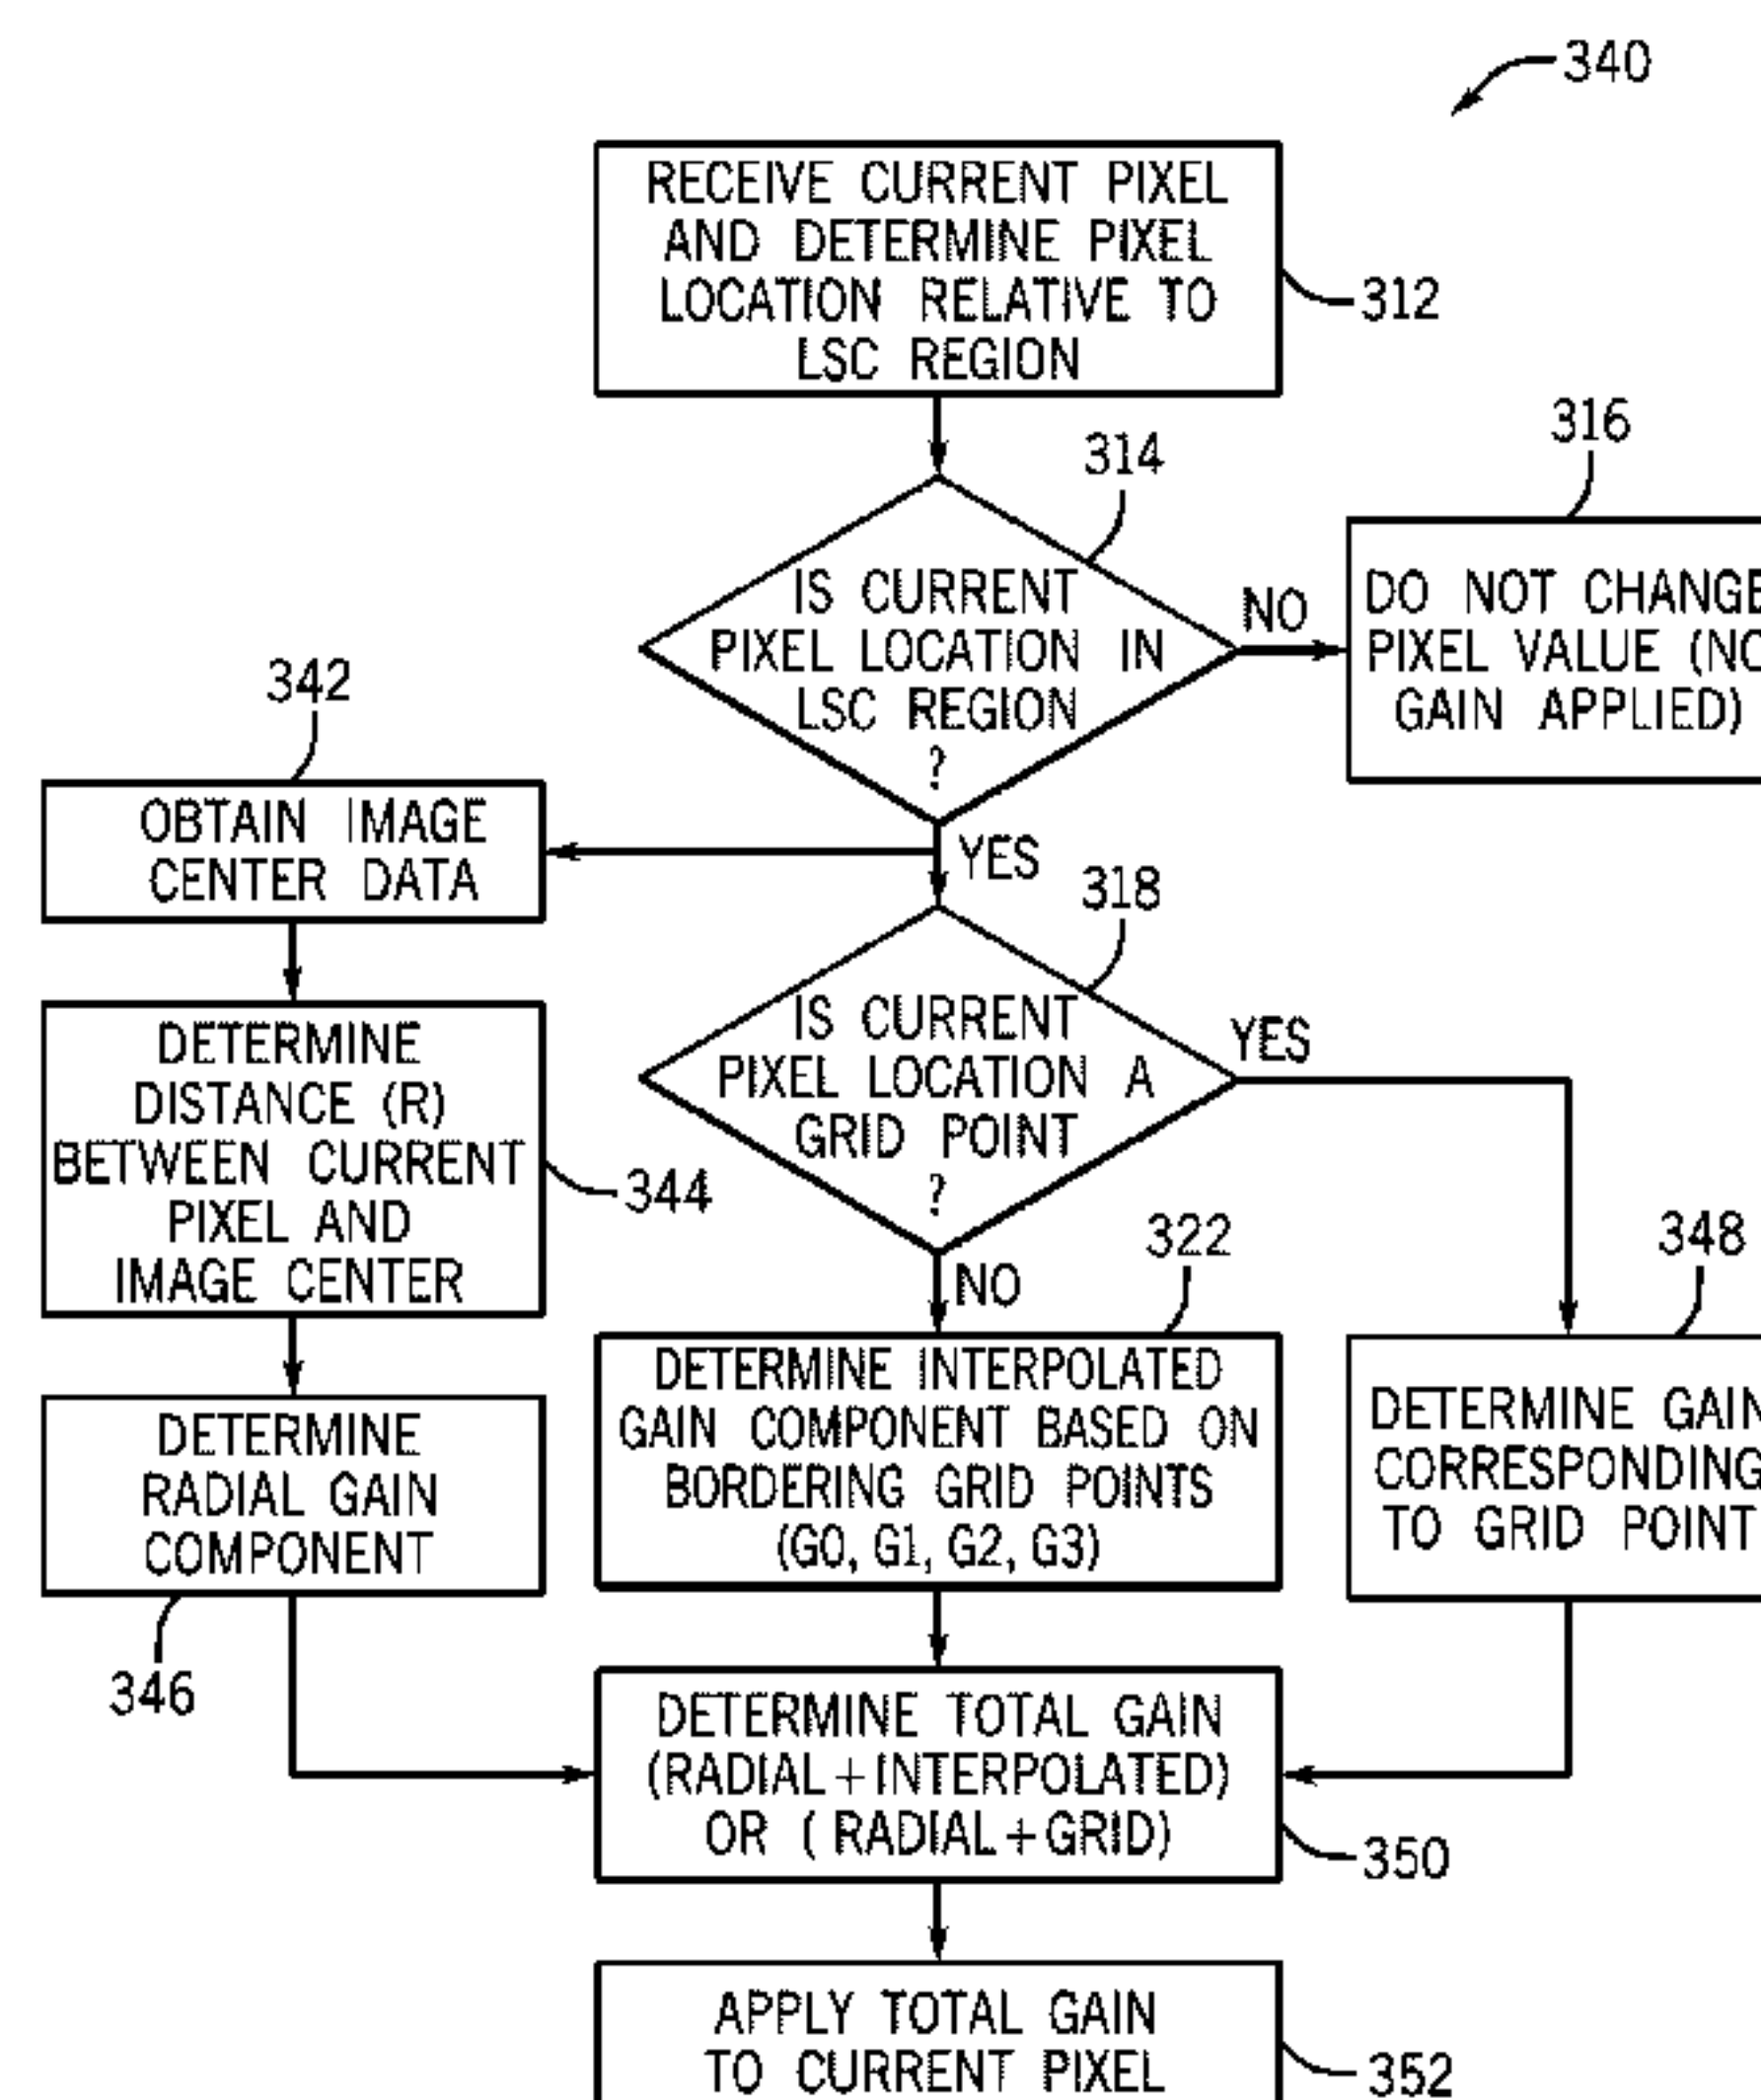 340
RECEIVE CURRENT PIXEL
AND DETERMINE PIXEL
LOCATION RELATIVE TO
LSC REGION
312
314
IS CURRENT
PIXEL LOCATION IN
LSC REGION
?
NO
316
DO NOT CHANGE
PIXEL VALUE (NO
GAIN APPLIED)
YES
342
OBTAIN IMAGE
CENTER DATA
DETERMINE
DISTANCE (R)
BETWEEN CURRENT
PIXEL AND
IMAGE CENTER
344
DETERMINE
RADIAL GAIN
COMPONENT
346
318
IS CURRENT
PIXEL LOCATION A
GRID POINT
?
YES
NO
322
DETERMINE INTERPOLATED
GAIN COMPONENT BASED ON
BORDERING GRID POINTS
(G0, G1, G2, G3)
348
DETERMINE GAIN
CORRESPONDING
TO GRID POINT
DETERMINE TOTAL GAIN
(RADIAL+INTERPOLATED)
OR ( RADIAL+GRID)
350
APPLY TOTAL GAIN
TO CURRENT PIXEL
352